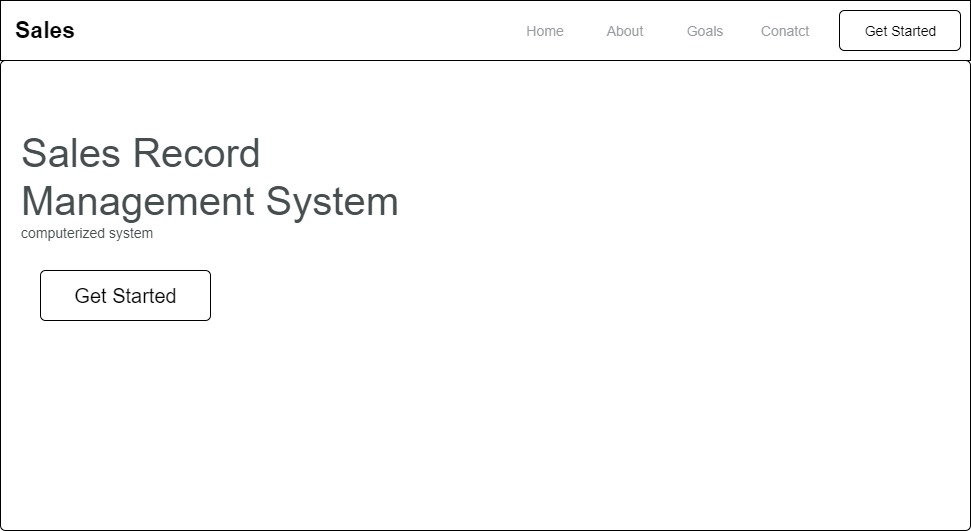 Sales
Home About Goals Conatct Get Started
Sales Record
Management System
computerized system
Get Started